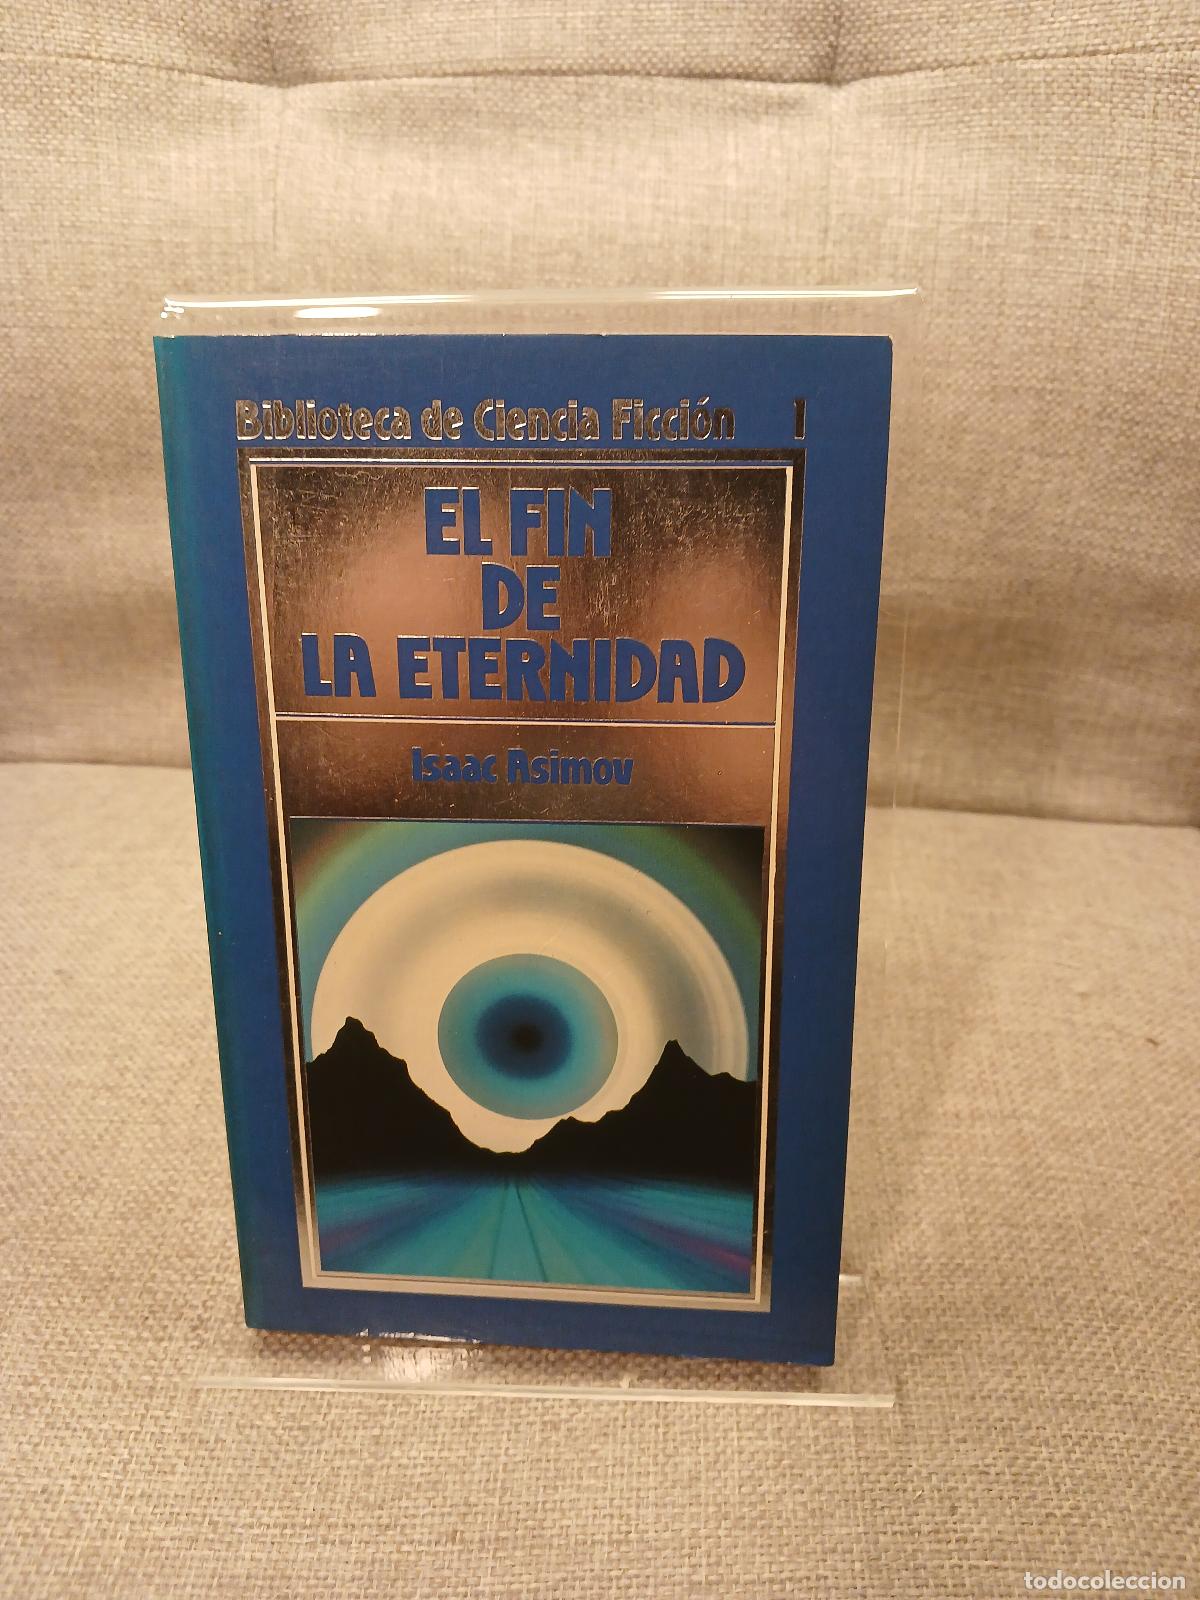 Biblioteca de Ciencia Ficción 1
EL FIN
DE
LA ETERNIDAD
Isaac Asimov
todocoleccion